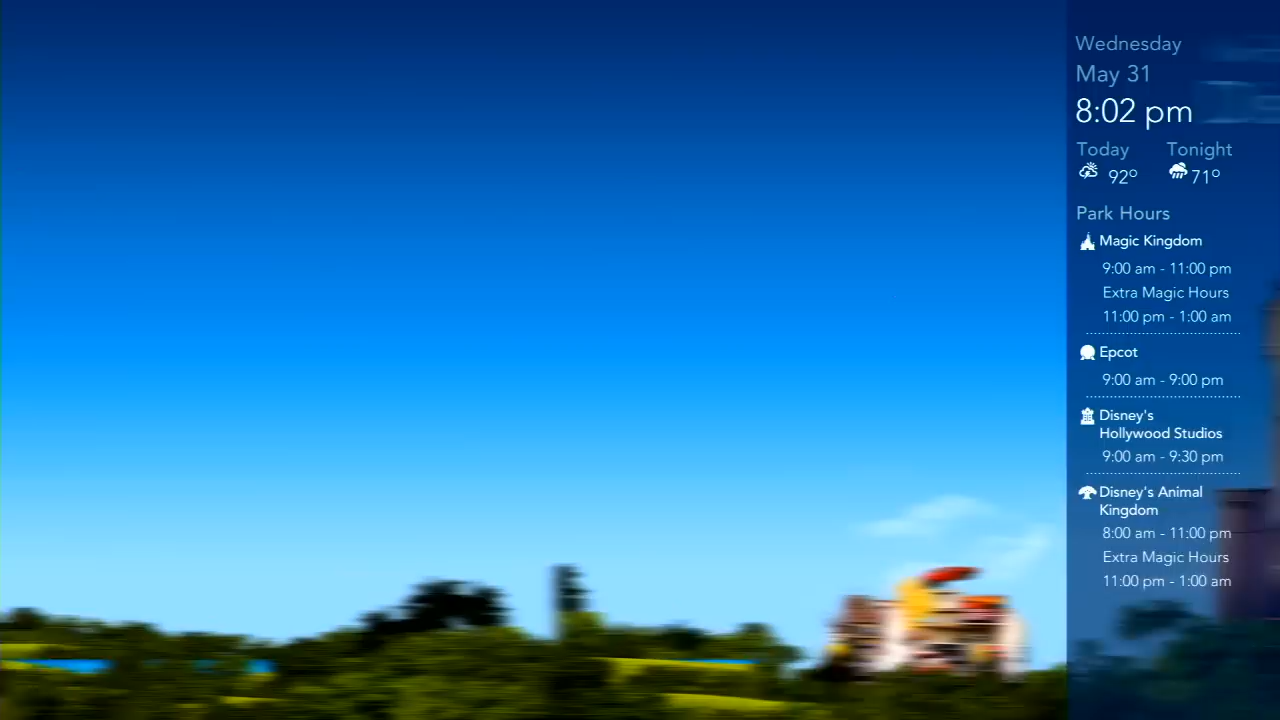 Wednesday
May 31
8:02 pm
Today Tonight
92° 71°
Park Hours
Magic Kingdom
9:00 am - 11:00 pm
Extra Magic Hours
11:00 pm - 1:00 am
Epcot
9:00 am - 9:00 pm
Disney's
Hollywood Studios
9:00 am - 9:30 pm
Disney's Animal
Kingdom
8:00 am - 11:00 pm
Extra Magic Hours
11:00 pm - 1:00 am